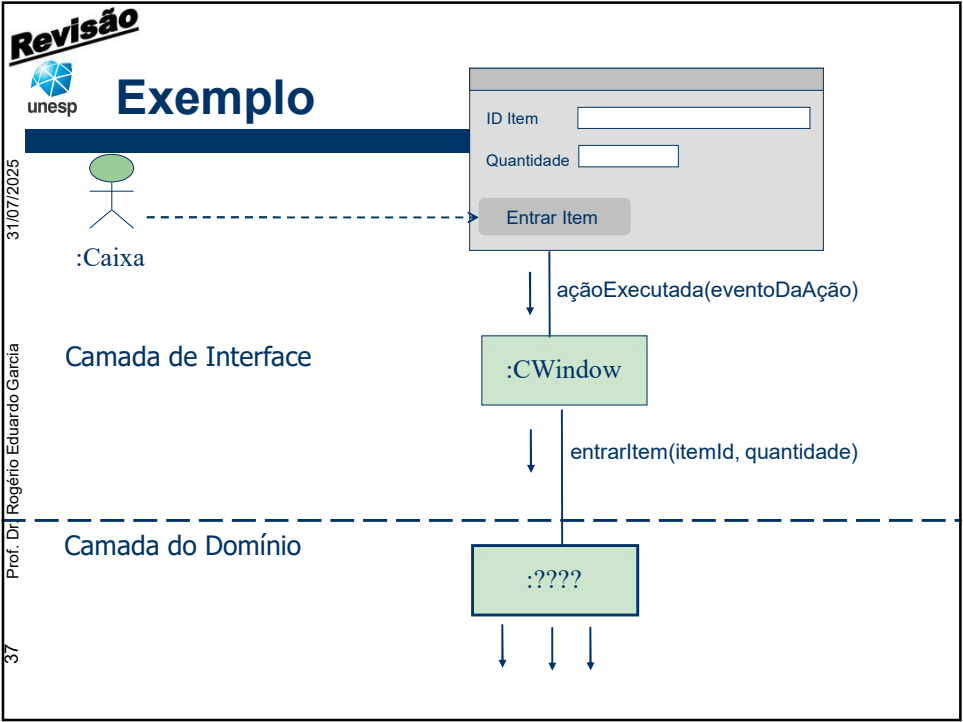 Revisão
unesp
Exemplo
ID Item
Quantidade
Entrar Item
31/07/2025
:Caixa
açãoExecutada(eventoDaAção)
Camada de Interface
:CWindow
Prof. Dr. Rogério Eduardo Garcia
entrarItem(itemId, quantidade)
Camada do Domínio
:????
37